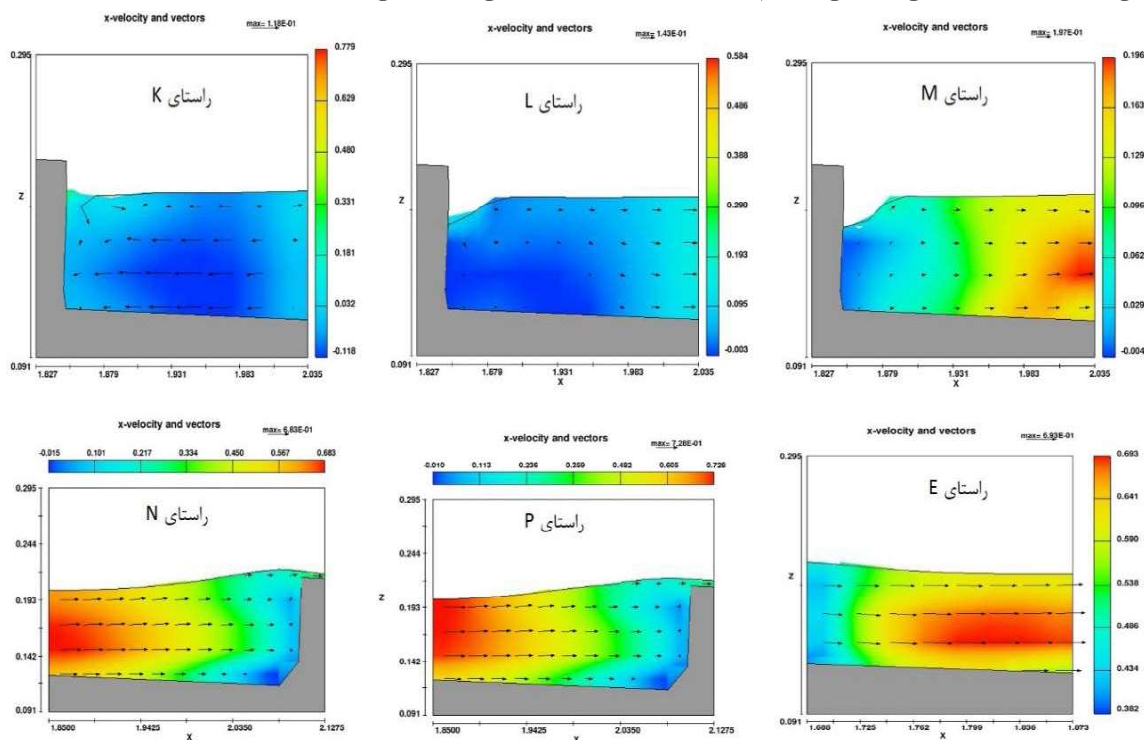 x-velocity and vectors
max= 1.18E-01
0.295
Z
0.091
1.827 1.879 1.931 1.983 2.035
راستای K
0.779
0.629
0.480
0.331
0.181
0.032
-0.118
x-velocity and vectors
max= 1.43E-01
0.295
Z
0.091
1.827 1.879 1.931 1.983 2.035
X
راستای L
0.584
0.486
0.388
0.290
0.193
0.095
-0.003
x-velocity and vectors
max= 1.97E-01
0.295
Z
0.091
1.827 1.879 1.931 1.983 2.035
X
راستای M
0.196
0.163
0.129
0.096
0.062
0.029
-0.004
x-velocity and vectors
max= 6.83E-01
-0.015 0.101 0.217 0.334 0.450 0.567 0.683
راستای N
0.295
0.244
0.193
0.142
0.091
1.8500 1.9425 2.0350 2.1275
X
x-velocity and vectors
max= 7.26E-01
-0.010 0.113 0.236 0.359 0.482 0.605 0.726
راستای P
0.295
0.244
Z
0.193
0.142
0.091
1.8500 1.9425 2.0350 2.1275
X
x-velocity and vectors
max= 6.93E-01
راستای E
0.295
Z
0.091
1.725 1.762 1.799 1.836
X
0.693
0.641
0.590
0.538
0.486
0.434
0.382